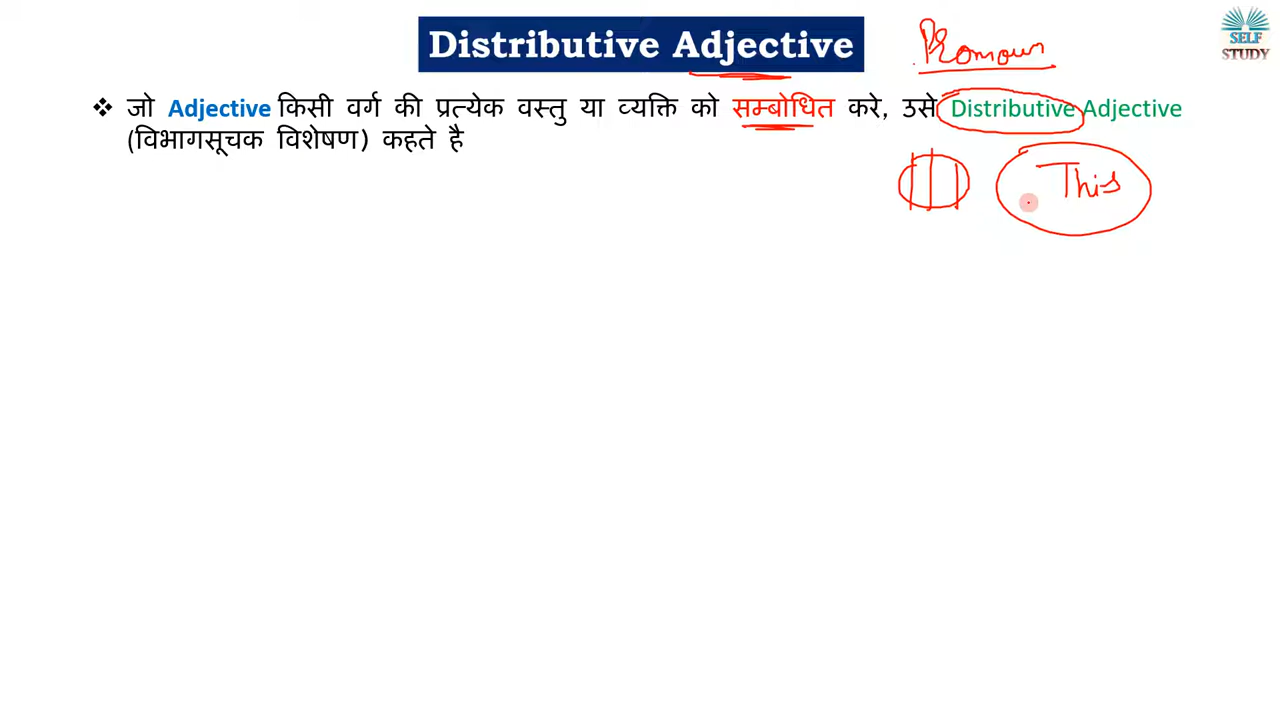 Distributive Adjective
Pronoun
SELF
STUDY
❖ जो Adjective किसी वर्ग की प्रत्येक वस्तु या व्यक्ति को सम्बोधित करे, उसे Distributive Adjective
(विभागसूचक विशेषण) कहते है
This